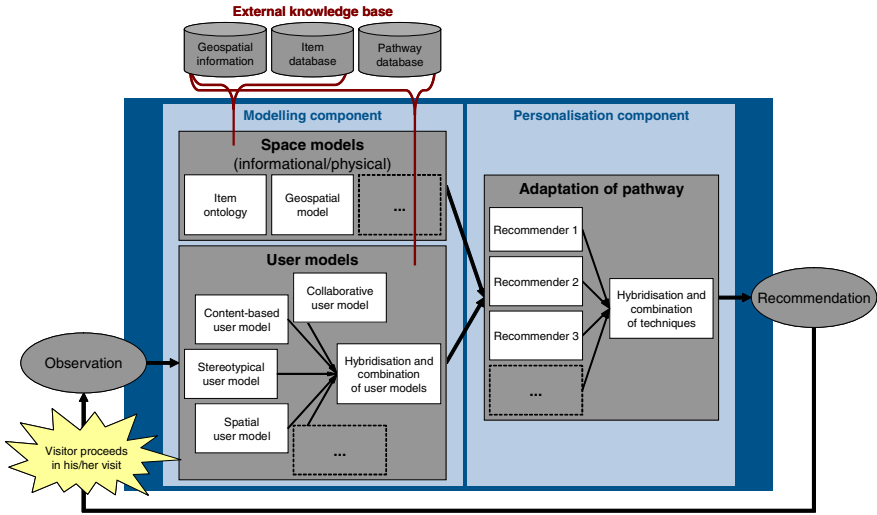 External knowledge base
Geospatial
information
Item
database
Pathway
database
Modelling component
Personalisation component
Space models
(informational/physical)
Item
ontology
Geospatial
model
...
User models
Collaborative
user model
Content-based
user model
Stereotypical
user model
Spatial
user model
Hybridisation and
combination
of user models
...
Adaptation of pathway
Recommender 1
Recommender 2
Recommender 3
...
Hybridisation and
combination
of techniques
Recommendation
Observation
Visitor proceeds
in his/her visit